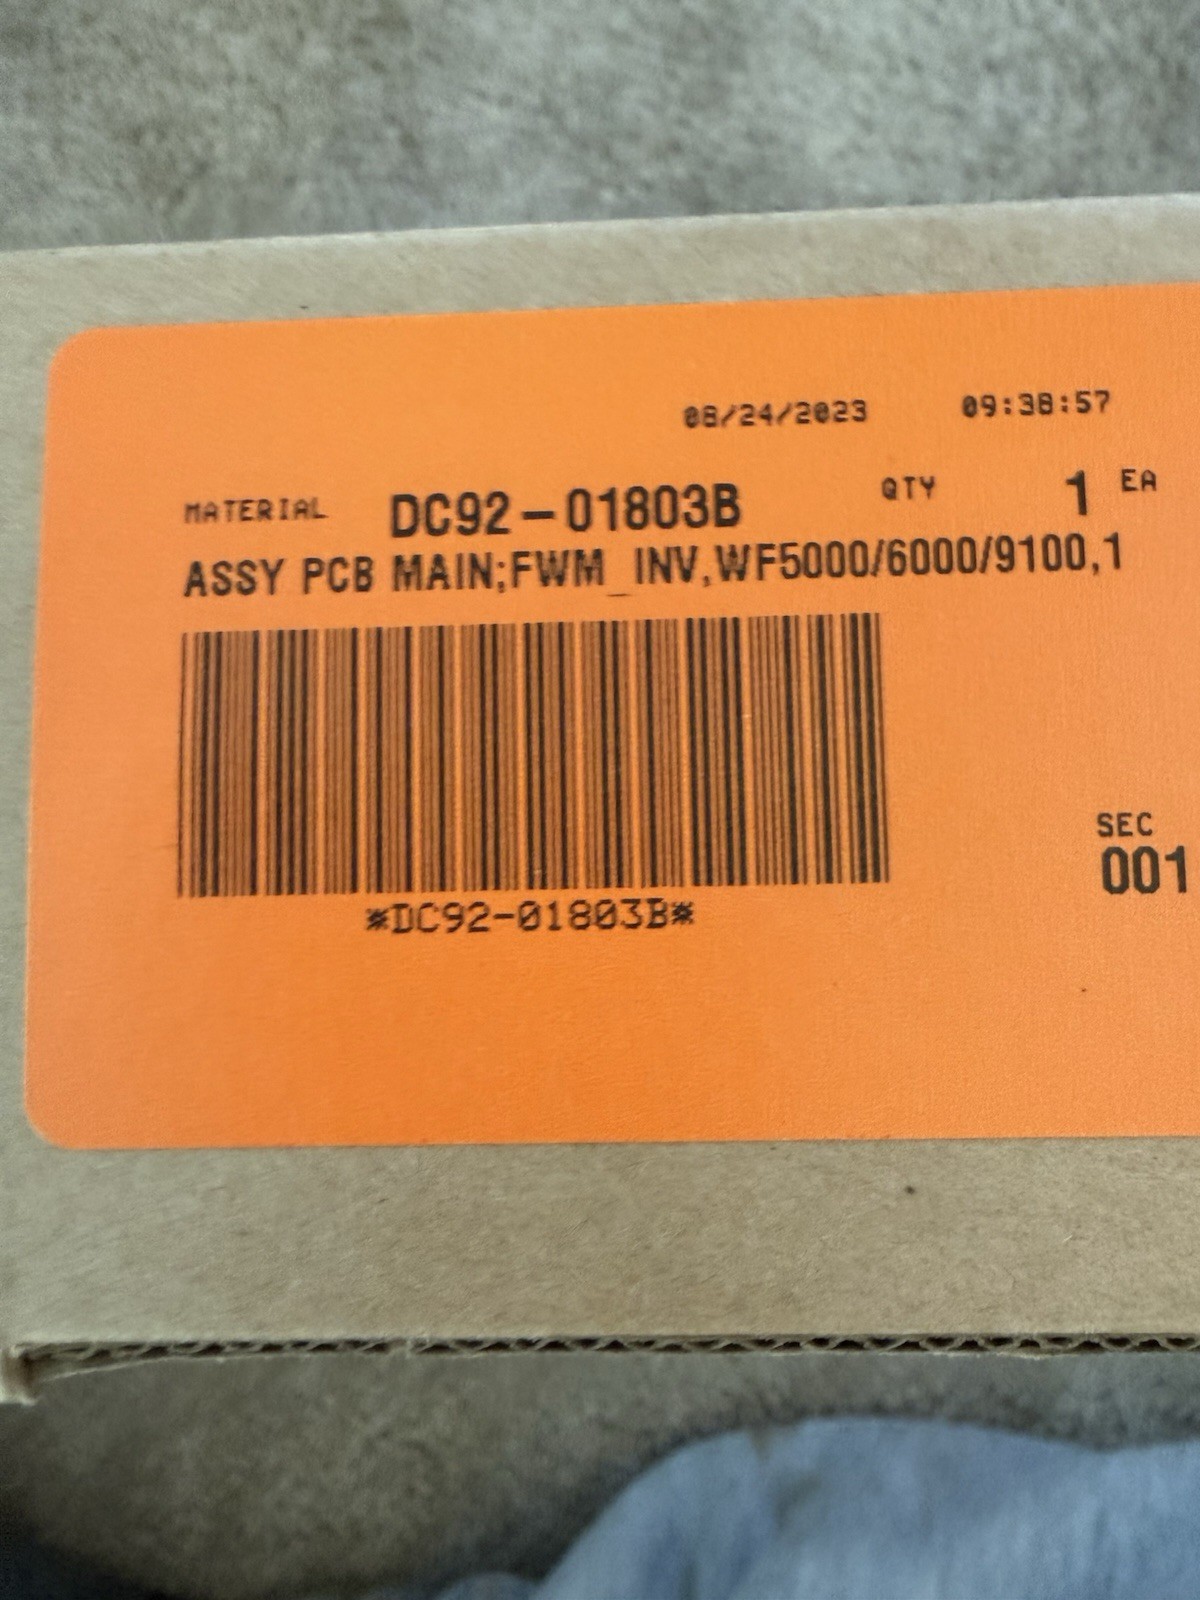 08/24/2023 09:38:57
MATERIAL DC92-01803B QTY 1 EA
ASSY PCB MAIN;FWM_INV,WF5000/6000/9100,1
*DC92-01803B*
SEC
001